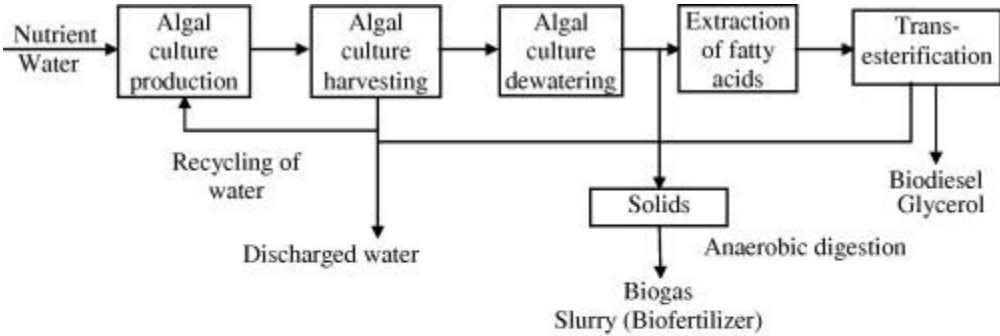 Nutrient
Water
Algal
culture
production
Algal
culture
harvesting
Algal
culture
dewatering
Extraction
of fatty
acids
Trans-
esterification
Recycling of
water
Discharged water
Solids
Anaerobic digestion
Biogas
Slurry (Biofertilizer)
Biodiesel
Glycerol